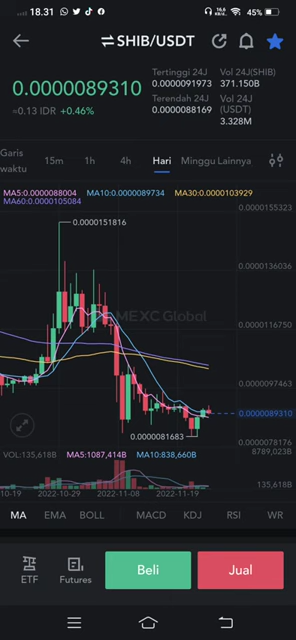 18.31
16,6 KB/s
45%
SHIB/USDT
0.0000089310
≈0.13 IDR +0.46%
Tertinggi 24J
0.0000091973
Terendah 24J
0.0000088169
Vol 24J(SHIB)
371.150B
Vol 24J
(USDT)
3.328M
Garis
waktu
15m
1h
4h
Hari
Minggu
Lainnya
MA5:0.0000088004 MA10:0.0000089734 MA30:0.0000103929
MA60:0.0000105084
0.0000155323
0.0000151816
0.0000136036
MEXC Global
0.0000116750
0.0000097463
0.0000089310
0.0000081683
0.0000078176
VOL:135,618B MA5:1087,414B MA10:838,660B
8789,023B
135,618B
10-19 2022-10-29 2022-11-08 2022-11-19
MA EMA BOLL MACD KDJ RSI WR
ETF
Futures
Beli
Jual